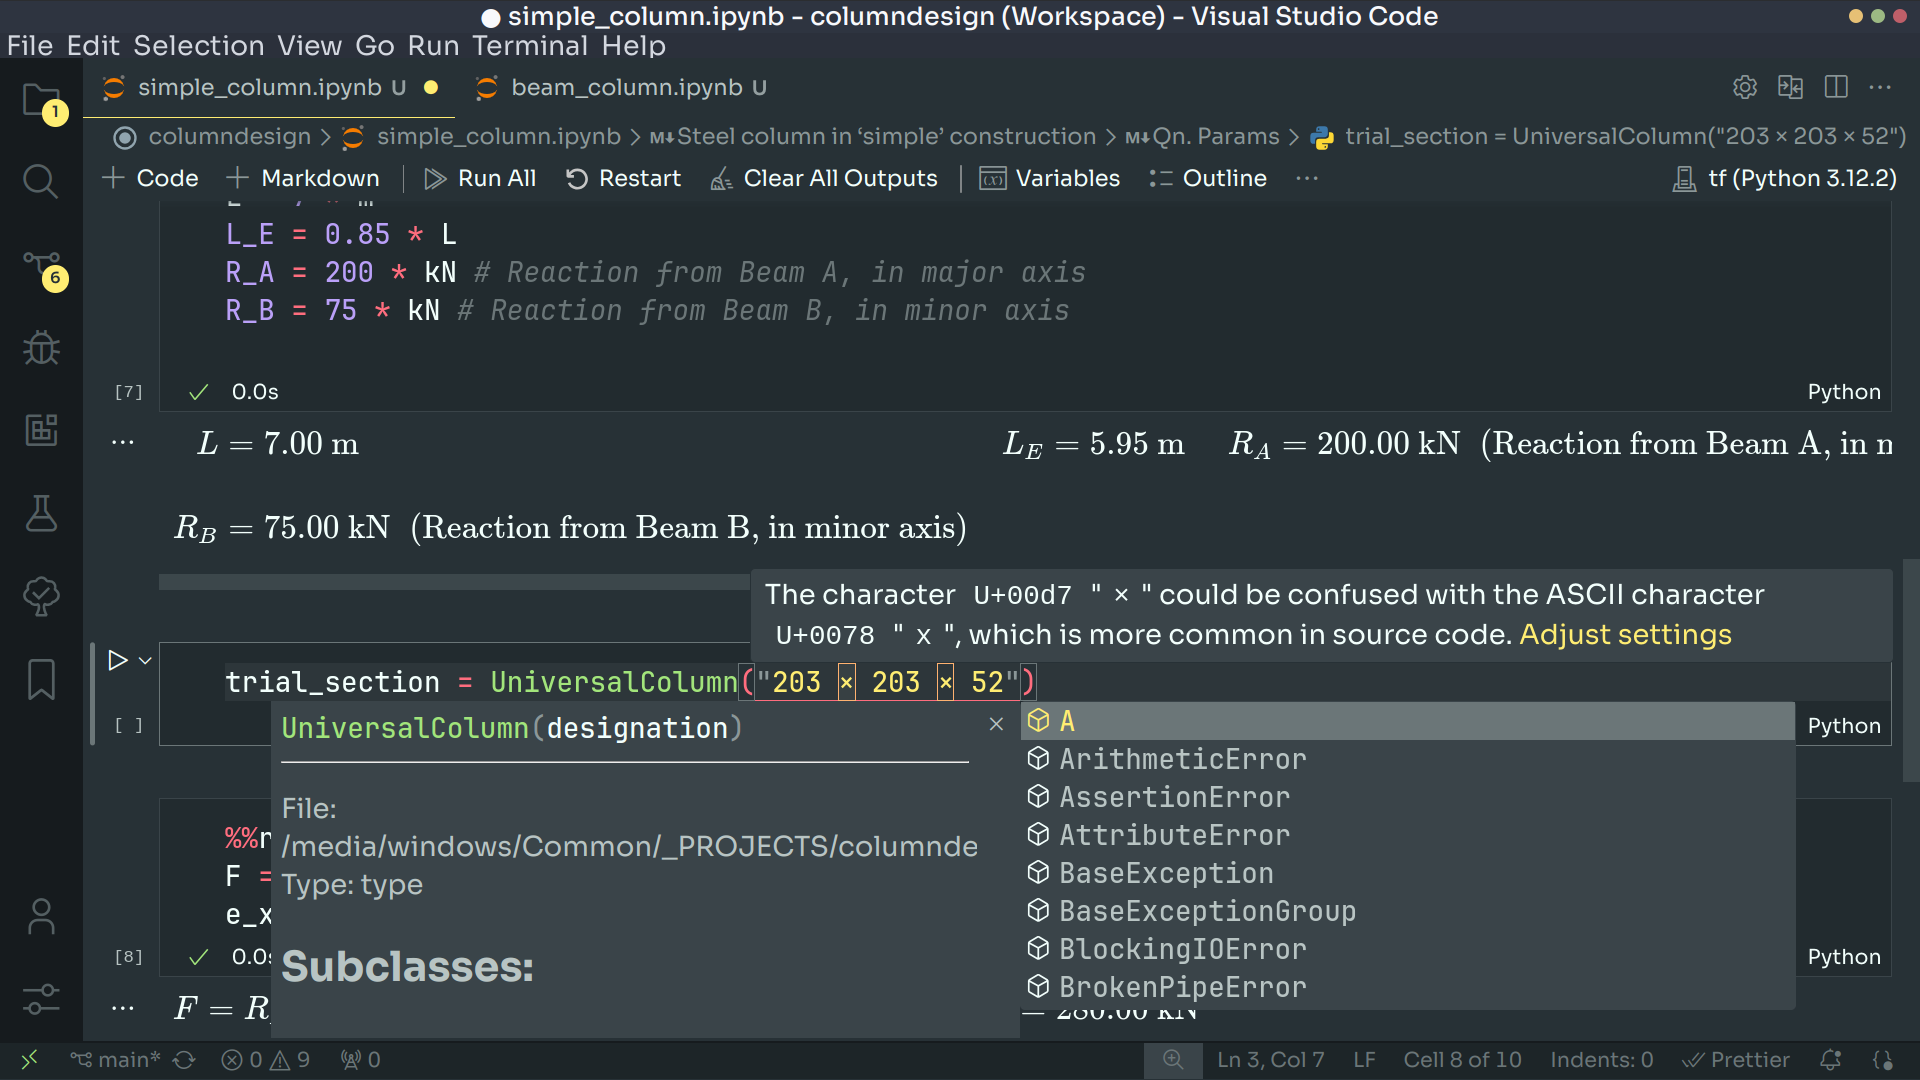 simple_column.ipynb - columndesign (Workspace) - Visual Studio Code
File Edit Selection View Go Run Terminal Help
1
simple_column.ipynb U
beam_column.ipynb U
columndesign > simple_column.ipynb > M↓Steel column in ‘simple’ construction > M↓Qn. Params > trial_section = UniversalColumn("203 × 203 × 52")
+ Code + Markdown Run All Restart Clear All Outputs Variables Outline ··· tf (Python 3.12.2)
L_E = 0.85 * L
6
R_A = 200 * kN # Reaction from Beam A, in major axis
R_B = 75 * kN # Reaction from Beam B, in minor axis
[7] ✓ 0.0s Python
··· L = 7.00 m L_E = 5.95 m R_A = 200.00 kN (Reaction from Beam A, in m
R_B = 75.00 kN (Reaction from Beam B, in minor axis)
The character U+00d7 "×" could be confused with the ASCII character
U+0078 "x", which is more common in source code. Adjust settings
trial_section = UniversalColumn("203 × 203 × 52")
[ ] Python
UniversalColumn(designation) ×
File:
/media/windows/Common/_PROJECTS/columnde
Type: type
Subclasses:
A
ArithmeticError
AssertionError
AttributeError
BaseException
BaseExceptionGroup
BlockingIOError
BrokenPipeError
%%
F =
e_x
[8] ✓ 0.0s Python
··· F = R = 280.00 kN
main* 0 9 0 Ln 3, Col 7 LF Cell 8 of 10 Indents: 0 Prettier